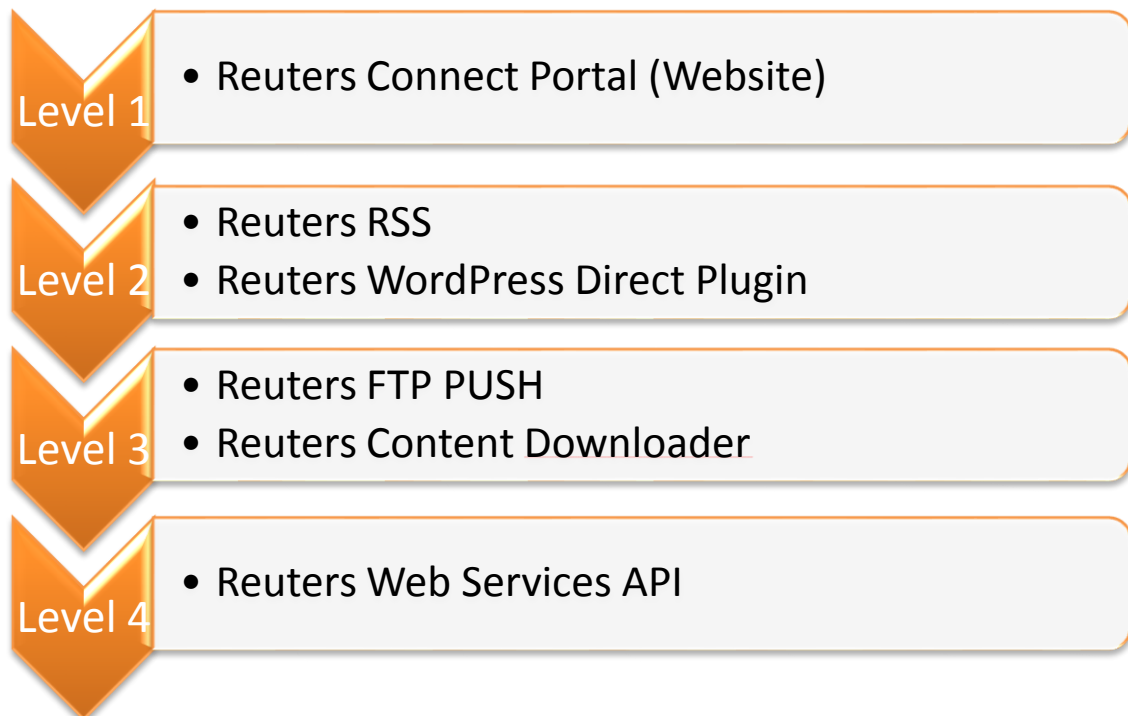 Level 1
• Reuters Connect Portal (Website)
Level 2
• Reuters RSS
• Reuters WordPress Direct Plugin
Level 3
• Reuters FTP PUSH
• Reuters Content Downloader
Level 4
• Reuters Web Services API